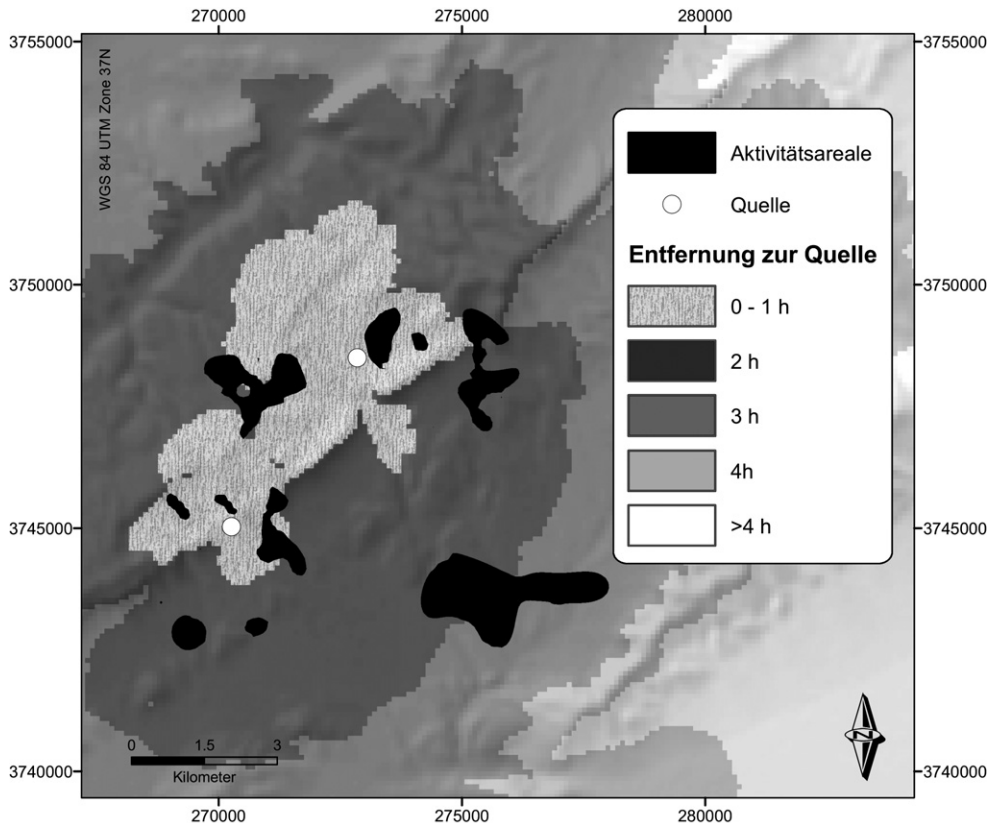 270000 275000 280000
3755000 3755000
WGS 84 UTM Zone 37N
Aktivitätsareale
Quelle
Entfernung zur Quelle
3750000 3750000
0 - 1 h
2 h
3 h
4h
>4 h
3745000 3745000
N
0 1.5 3
Kilometer
3740000 3740000
270000 275000 280000